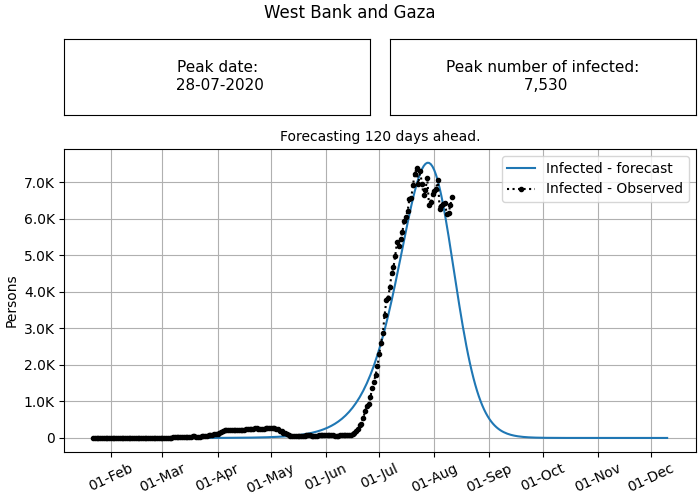 West Bank and Gaza
Peak date:
28-07-2020
Peak number of infected:
7,530
Forecasting 120 days ahead.
Infected - forecast
Infected - Observed
7.0K
6.0K
5.0K
4.0K
3.0K
2.0K
1.0K
0
Persons
01-Feb
01-Mar
01-Apr
01-May
01-Jun
01-Jul
01-Aug
01-Sep
01-Oct
01-Nov
01-Dec